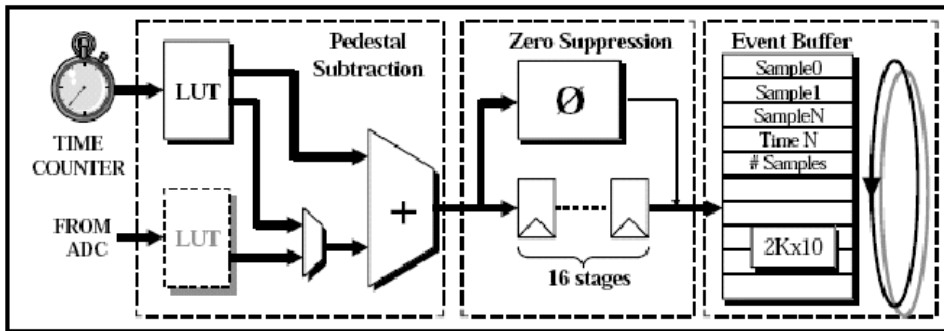 Pedestal
Subtraction
LUT
TIME
COUNTER
FROM
ADC
LUT
+
Zero Suppression
Ø
16 stages
Event Buffer
Sample0
Sample1
SampleN
Time N
# Samples
2Kx10